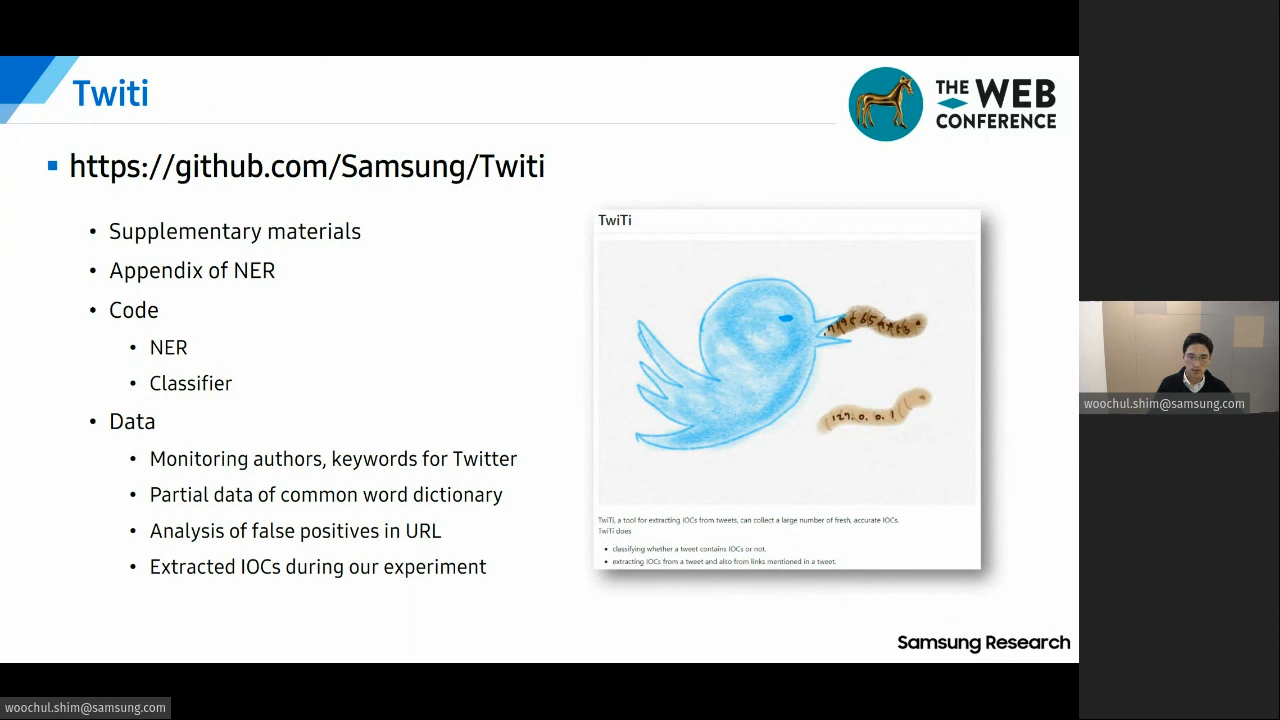 Twiti
THE WEB
CONFERENCE
https://github.com/Samsung/Twiti
Supplementary materials
Appendix of NER
Code
NER
Classifier
Data
Monitoring authors, keywords for Twitter
Partial data of common word dictionary
Analysis of false positives in URL
Extracted IOCs during our experiment
TwiTi
127.0.0.1
TwiTi, a tool for extracting IOCs from tweets, can collect a large number of fresh, accurate IOCs.
TwiTi does
classifying whether a tweet contains IOCs or not.
extracting IOCs from a tweet and also from links mentioned in a tweet.
Samsung Research
woochul.shim@samsung.com
woochul.shim@samsung.com